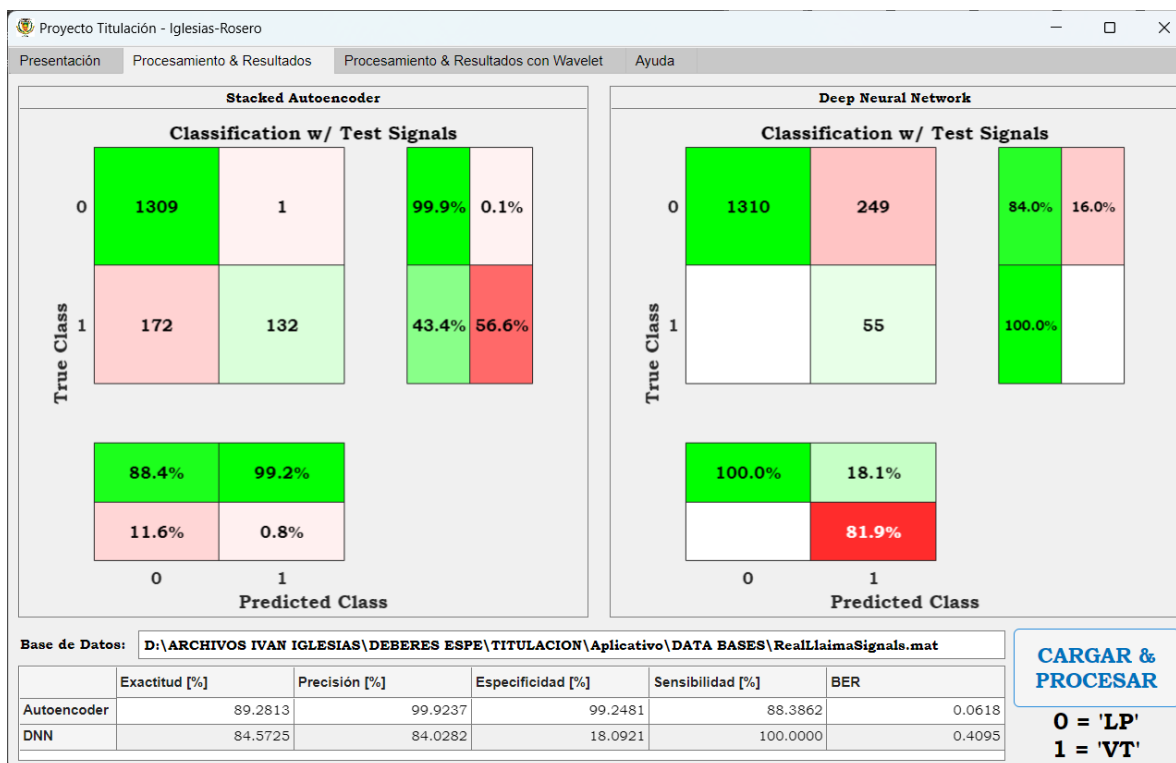 Proyecto Titulación - Iglesias-Rosero
Presentación Procesamiento & Resultados Procesamiento & Resultados con Wavelet Ayuda
Stacked Autoencoder
Classification w/ Test Signals
True Class
0 1309 1 99.9% 0.1%
1 172 132 43.4% 56.6%
88.4% 99.2%
11.6% 0.8%
0 1
Predicted Class
Deep Neural Network
Classification w/ Test Signals
True Class
0 1310 249 84.0% 16.0%
1 55 100.0%
100.0% 18.1%
81.9%
0 1
Predicted Class
Base de Datos: D:\ARCHIVOS IVAN IGLESIAS\DEBERES ESPE\TITULACION\Aplicativo\DATA BASES\RealLlaimaSignals.mat
Exactitud [%] Precisión [%] Especificidad [%] Sensibilidad [%] BER
Autoencoder 89.2813 99.9237 99.2481 88.3862 0.0618
DNN 84.5725 84.0282 18.0921 100.0000 0.4095
CARGAR &
PROCESAR
0 = 'LP'
1 = 'VT'